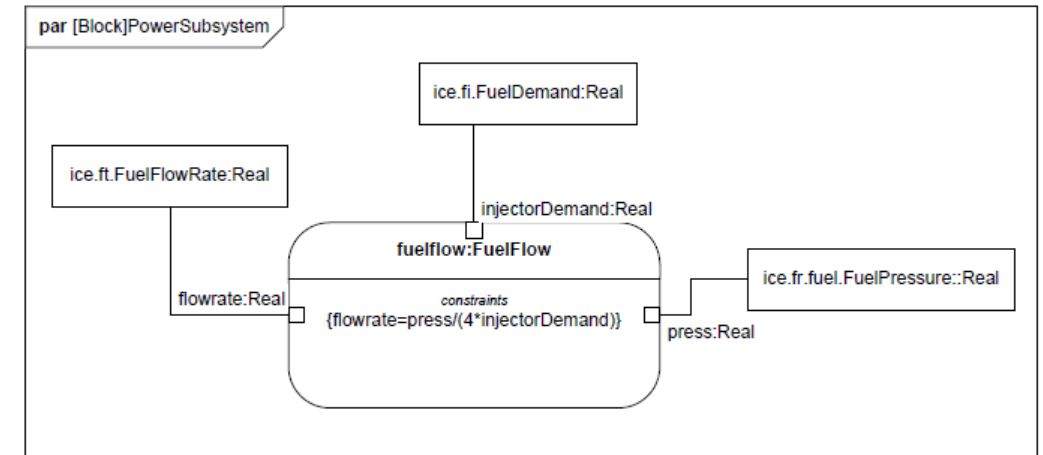 par [Block]PowerSubsystem
ice.fi.FuelDemand:Real
ice.ft.FuelFlowRate:Real
injectorDemand:Real
fuelflow:FuelFlow
ice.fr.fuel.FuelPressure::Real
flowrate:Real
constraints
{flowrate=press/(4*injectorDemand)}
press:Real